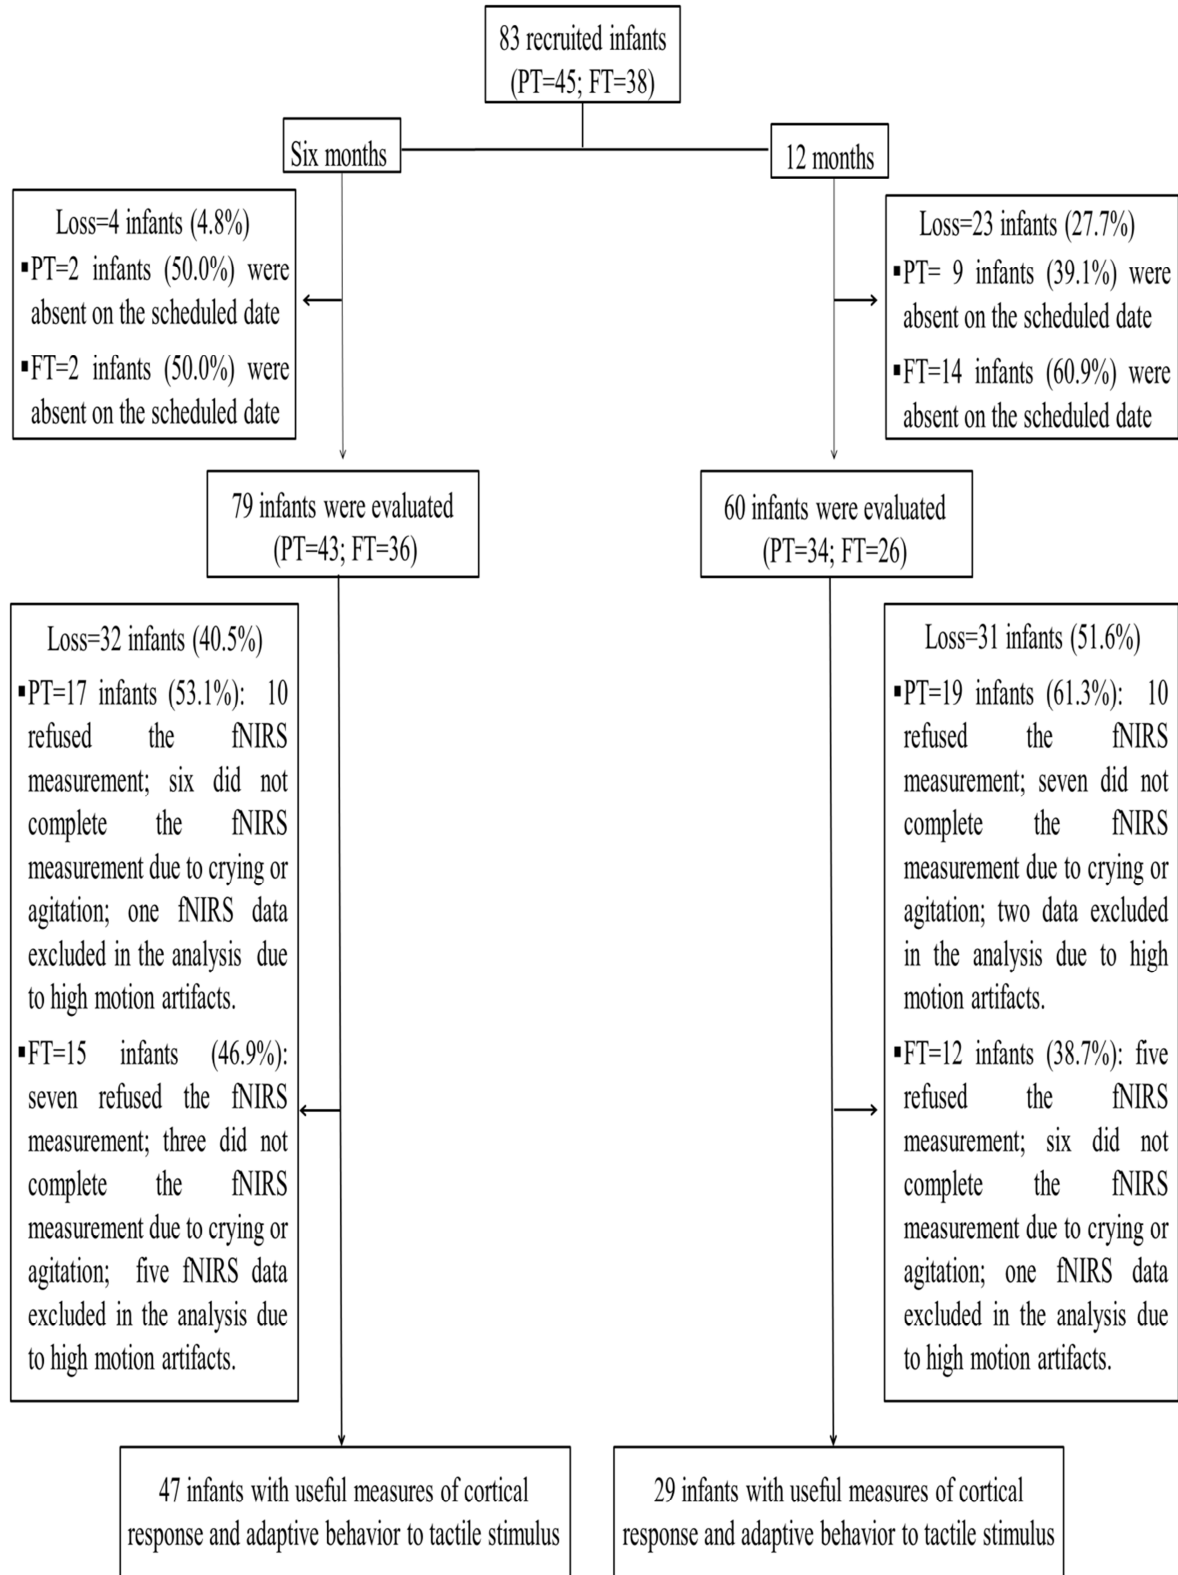 83 recruited infants
(PT=45; FT=38)
Six months
12 months
Loss=4 infants (4.8%)
▪PT=2 infants (50.0%) were
absent on the scheduled date
▪FT=2 infants (50.0%) were
absent on the scheduled date
Loss=23 infants (27.7%)
▪PT= 9 infants (39.1%) were
absent on the scheduled date
▪FT=14 infants (60.9%) were
absent on the scheduled date
79 infants were evaluated
(PT=43; FT=36)
60 infants were evaluated
(PT=34; FT=26)
Loss=32 infants (40.5%)
▪PT=17 infants (53.1%): 10
refused the fNIRS
measurement; six did not
complete the fNIRS
measurement due to crying or
agitation; one fNIRS data
excluded in the analysis due
to high motion artifacts.
▪FT=15 infants (46.9%):
seven refused the fNIRS
measurement; three did not
complete the fNIRS
measurement due to crying or
agitation; five fNIRS data
excluded in the analysis due
to high motion artifacts.
Loss=31 infants (51.6%)
▪PT=19 infants (61.3%): 10
refused the fNIRS
measurement; seven did not
complete the fNIRS
measurement due to crying or
agitation; two data excluded
in the analysis due to high
motion artifacts.
▪FT=12 infants (38.7%): five
refused the fNIRS
measurement; six did not
complete the fNIRS
measurement due to crying or
agitation; one fNIRS data
excluded in the analysis due
to high motion artifacts.
47 infants with useful measures of cortical
response and adaptive behavior to tactile stimulus
29 infants with useful measures of cortical
response and adaptive behavior to tactile stimulus